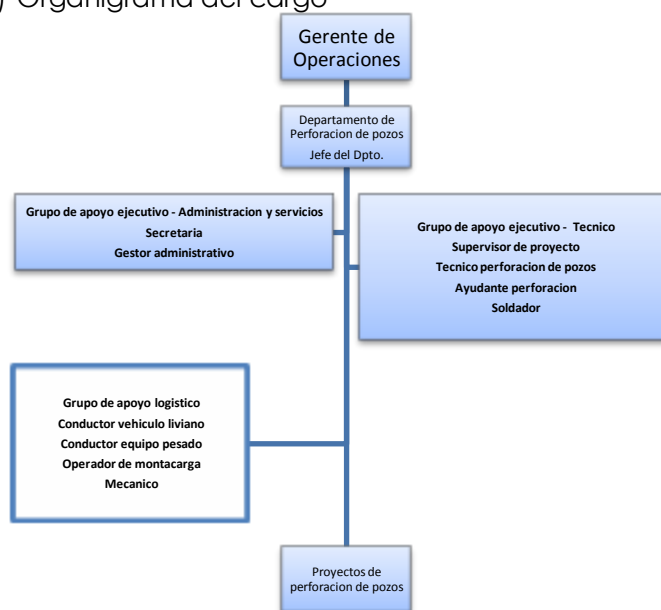 ) Organigrama del cargo
Gerente de
Operaciones
Departamento de
Perforacion de pozos
Jefe del Dpto.
Grupo de apoyo ejecutivo - Administracion y servicios
Secretaria
Gestor administrativo
Grupo de apoyo ejecutivo - Tecnico
Supervisor de proyecto
Tecnico perforacion de pozos
Ayudante perforacion
Soldador
Grupo de apoyo logistico
Conductor vehiculo liviano
Conductor equipo pesado
Operador de montacarga
Mecanico
Proyectos de
perforacion de pozos